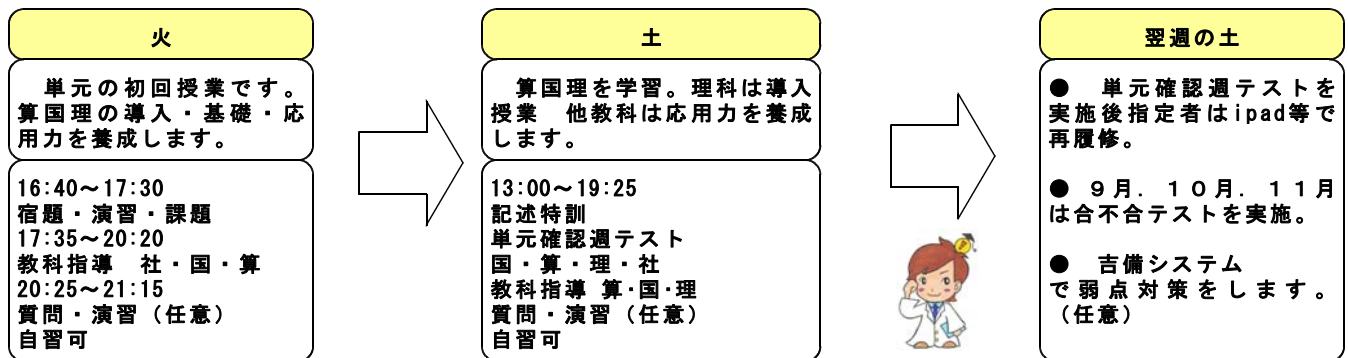 火
単元の初回授業です。
算国理の導入・基礎・応
用力を養成します。
16:40～17:30
宿題・演習・課題
17:35～20:20
教科指導　社・国・算
20:25～21:15
質問・演習（任意）
自習可
土
算国理を学習。理科は導入
授業　他教科は応用力を養成
します。
13:00～19:25
記述特訓
単元確認週テスト
国・算・理・社
教科指導 算･国･理
質問・演習（任意）
自習可
翌週の土
●　単元確認週テストを
実施後指定者はipad等で
再履修。
●　９月．１０月．１１月
は合不合テストを実施。
●　吉備システム
で弱点対策をします。
（任意）